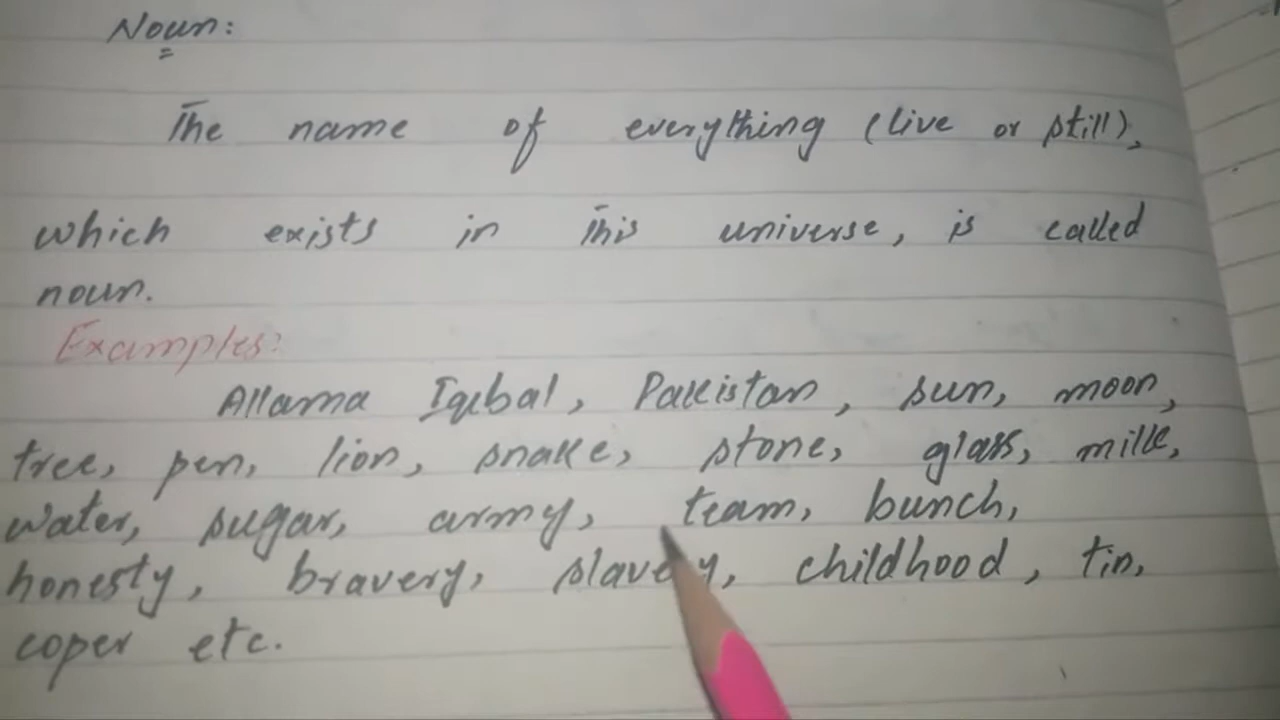 Noun:
The name of everything (live or still),
which exists in this universe, is called
noun.
Examples:
Allama Iqbal, Pakistan, sun, moon,
tree, pen, lion, snake, stone, glass, milk,
water, sugar, army, team, bunch,
honesty, bravery, slavery, childhood, tin,
coper etc.